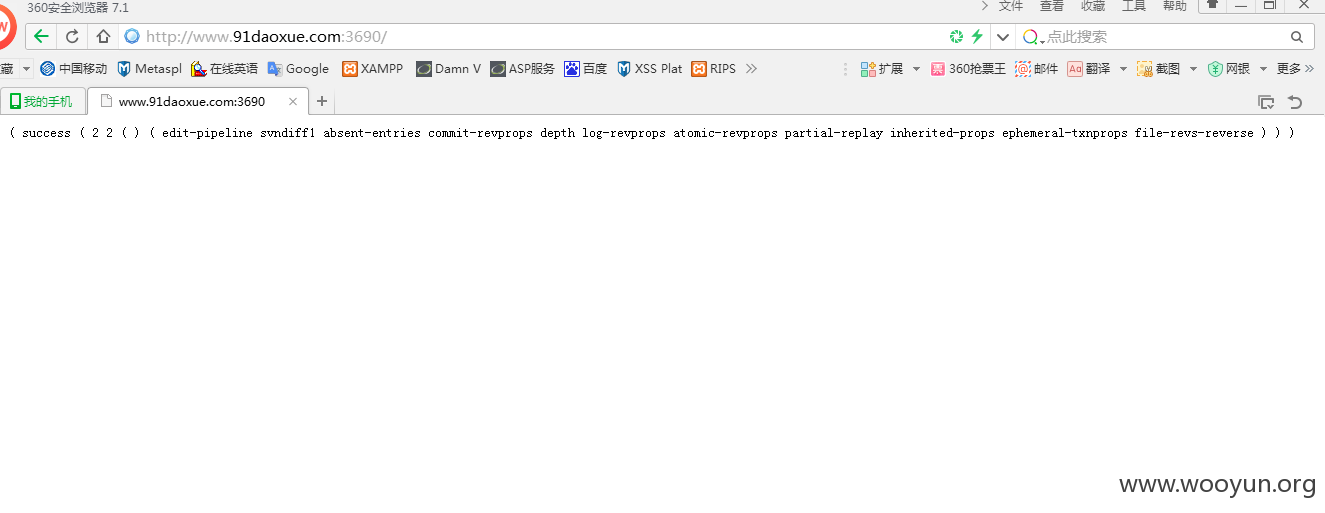 360安全浏览器 7.1 文件 查看 收藏 工具 帮助
W
http://www.91daoxue.com:3690/ 点此搜索
藏 中国移动 Metaspl 在线英语 Google XAMPP Damn V ASP服务 百度 XSS Plat RIPS 扩展 360抢票王 邮件 Aa 翻译 截图 网银 更多
我的手机 www.91daoxue.com:3690
( success ( 2 2 ( ) ( edit-pipeline svndiff1 absent-entries commit-revprops depth log-revprops atomic-revprops partial-replay inherited-props ephemeral-txnprops file-revs-reverse ) ) )
www.wooyun.org